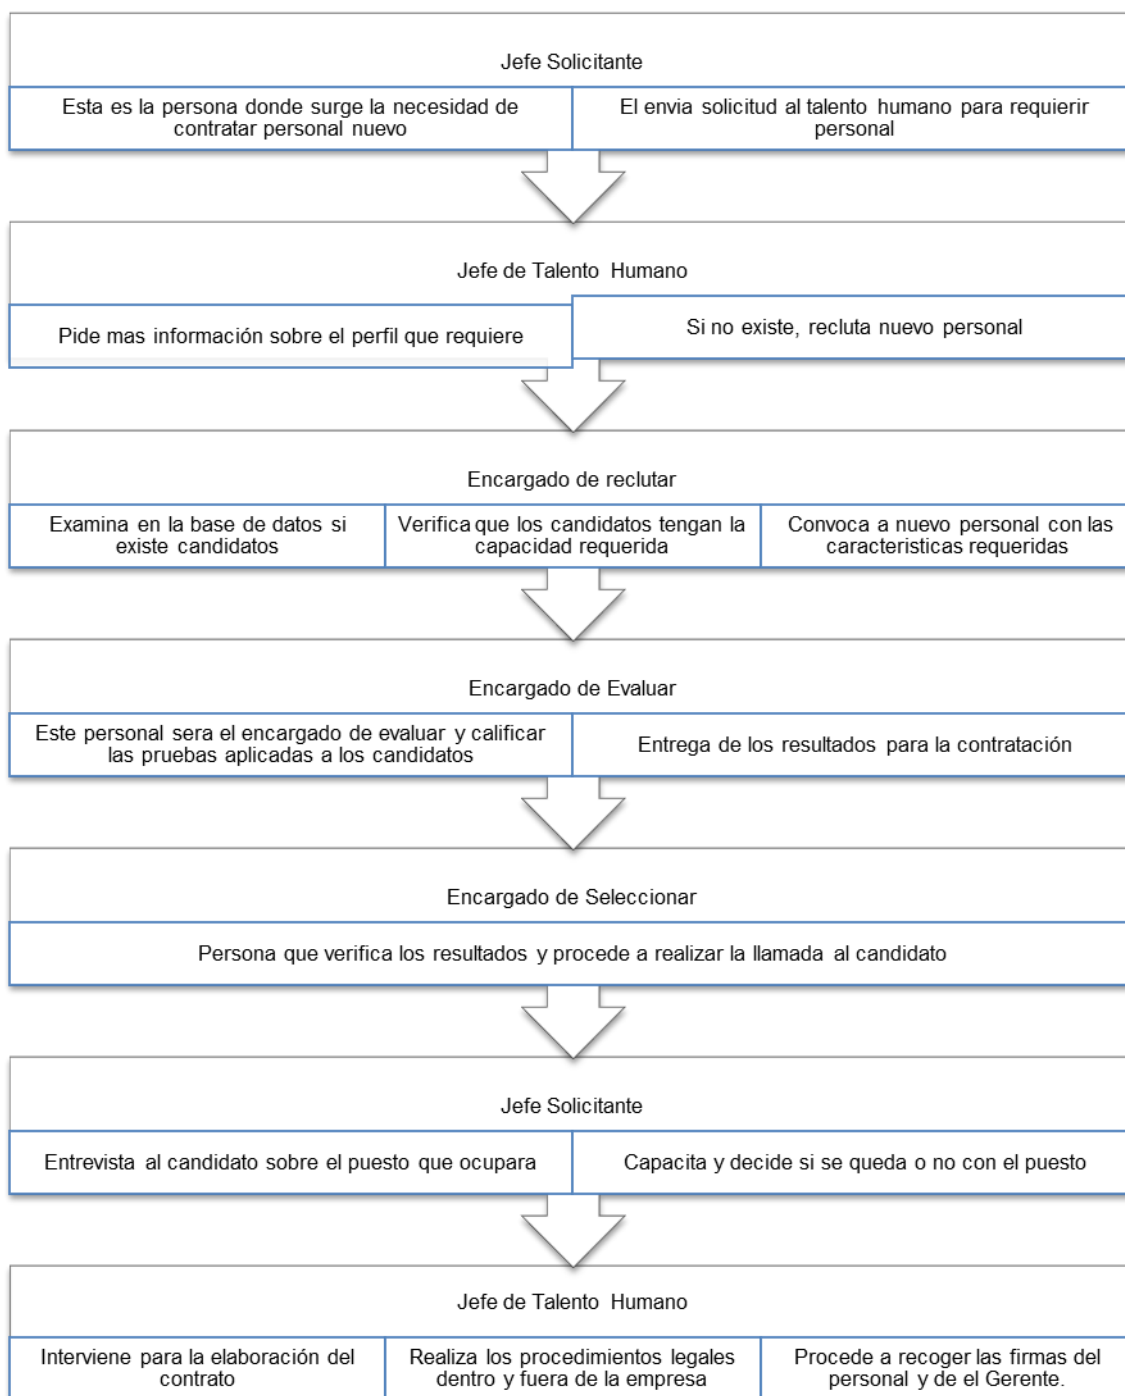 Jefe Solicitante
Esta es la persona donde surge la necesidad de
contratar personal nuevo
El envia solicitud al talento humano para requierir
personal
Jefe de Talento Humano
Pide mas información sobre el perfil que requiere
Si no existe, recluta nuevo personal
Encargado de reclutar
Examina en la base de datos si
existe candidatos
Verifica que los candidatos tengan la
capacidad requerida
Convoca a nuevo personal con las
caracteristicas requeridas
Encargado de Evaluar
Este personal sera el encargado de evaluar y calificar
las pruebas aplicadas a los candidatos
Entrega de los resultados para la contratación
Encargado de Seleccionar
Persona que verifica los resultados y procede a realizar la llamada al candidato
Jefe Solicitante
Entrevista al candidato sobre el puesto que ocupara
Capacita y decide si se queda o no con el puesto
Jefe de Talento Humano
Interviene para la elaboración del
contrato
Realiza los procedimientos legales
dentro y fuera de la empresa
Procede a recoger las firmas del
personal y de el Gerente.